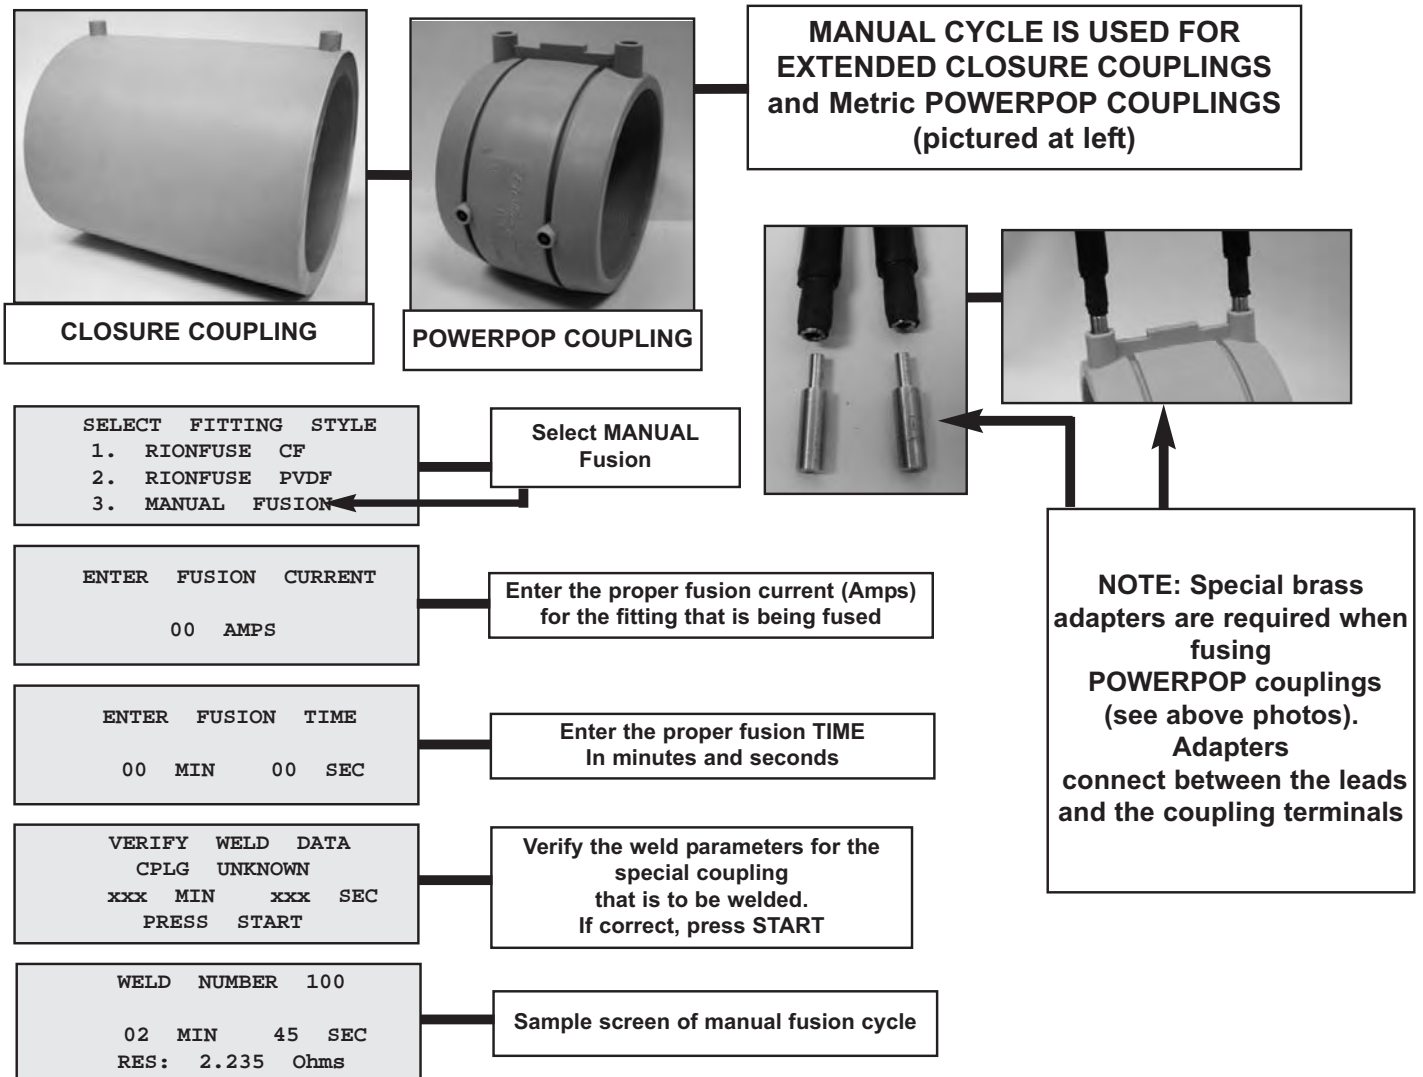 MANUAL CYCLE IS USED FOR
EXTENDED CLOSURE COUPLINGS
and Metric POWERPOP COUPLINGS
(pictured at left)
CLOSURE COUPLING
POWERPOP COUPLING
SELECT FITTING STYLE
1. RIONFUSE CF
2. RIONFUSE PVDF
3. MANUAL FUSION
Select MANUAL
Fusion
ENTER FUSION CURRENT
00 AMPS
Enter the proper fusion current (Amps)
for the fitting that is being fused
ENTER FUSION TIME
00 MIN 00 SEC
Enter the proper fusion TIME
In minutes and seconds
VERIFY WELD DATA
CPLG UNKNOWN
xxx MIN xxx SEC
PRESS START
Verify the weld parameters for the
special coupling
that is to be welded.
If correct, press START
WELD NUMBER 100
02 MIN 45 SEC
RES: 2.235 Ohms
Sample screen of manual fusion cycle
NOTE: Special brass
adapters are required when
fusing
POWERPOP couplings
(see above photos).
Adapters
connect between the leads
and the coupling terminals